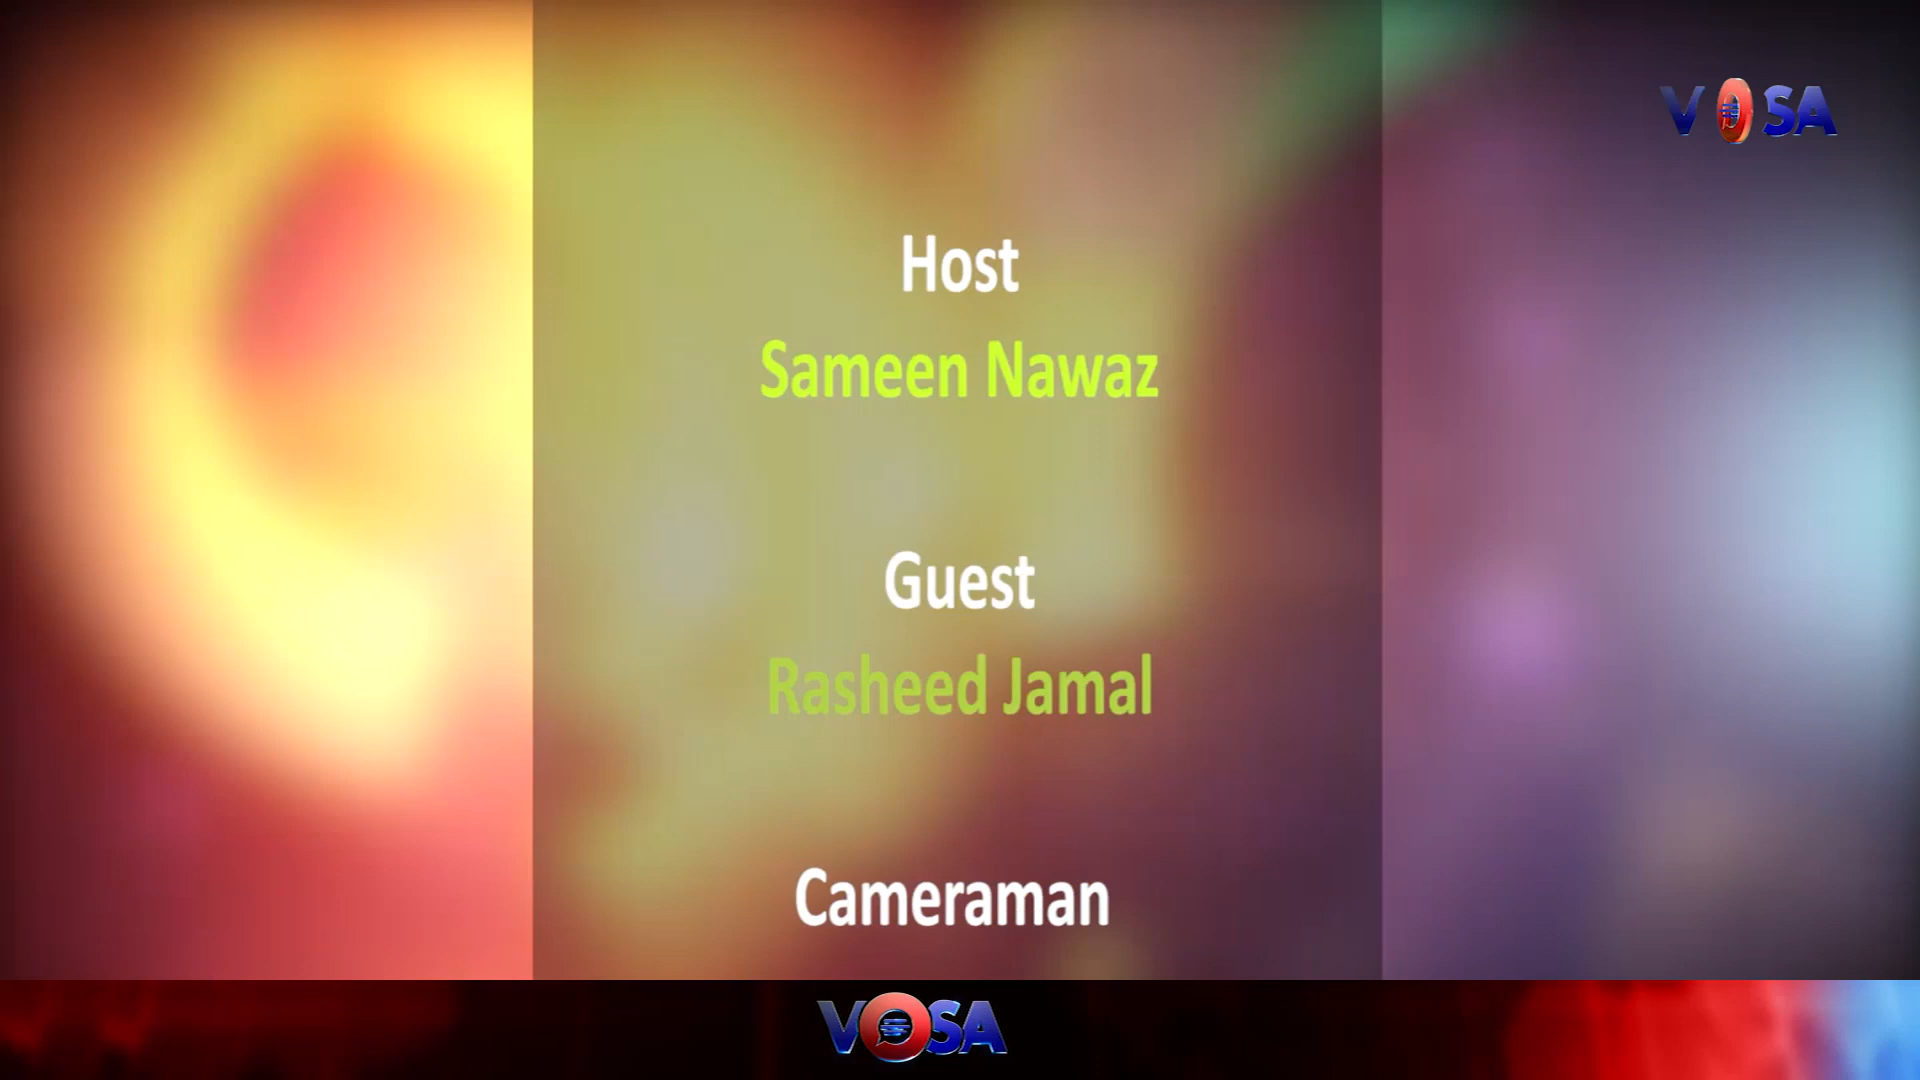 VOSA
Host
Sameen Nawaz
Guest
Rasheed Jamal
Cameraman
VOSA